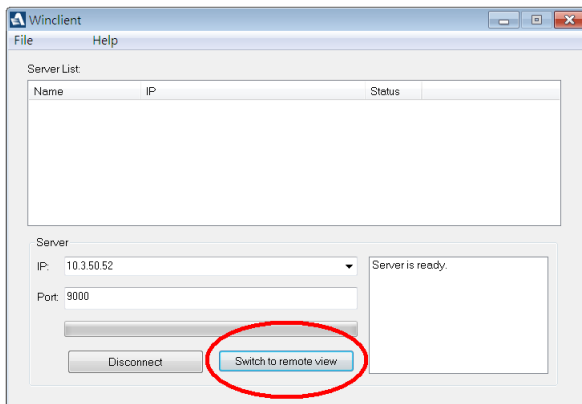 Winclient
File Help
Server List:
Name IP Status
Server
IP: 10.3.50.52
Server is ready.
Port: 9000
Disconnect Switch to remote view